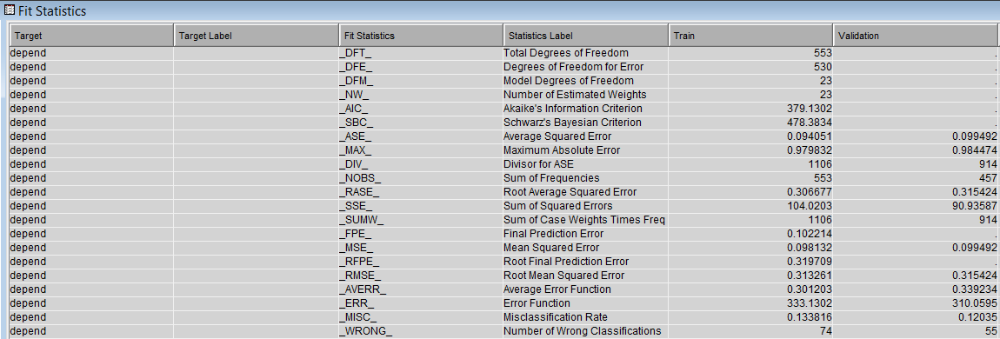 Fit Statistics
Target Target Label Fit Statistics Statistics Label Train Validation
depend _DFT_ Total Degrees of Freedom 553 .
depend _DFE_ Degrees of Freedom for Error 530 .
depend _DFM_ Model Degrees of Freedom 23 .
depend _NW_ Number of Estimated Weights 23 .
depend _AIC_ Akaike's Information Criterion 379.1302 .
depend _SBC_ Schwarz's Bayesian Criterion 478.3834 .
depend _ASE_ Average Squared Error 0.094051 0.099492
depend _MAX_ Maximum Absolute Error 0.979832 0.984474
depend _DIV_ Divisor for ASE 1106 914
depend _NOBS_ Sum of Frequencies 553 457
depend _RASE_ Root Average Squared Error 0.306677 0.315424
depend _SSE_ Sum of Squared Errors 104.0203 90.93587
depend _SUMW_ Sum of Case Weights Times Freq 1106 914
depend _FPE_ Final Prediction Error 0.102214 .
depend _MSE_ Mean Squared Error 0.098132 0.099492
depend _RFPE_ Root Final Prediction Error 0.319709 .
depend _RMSE_ Root Mean Squared Error 0.313261 0.315424
depend _AVERR_ Average Error Function 0.301203 0.339234
depend _ERR_ Error Function 333.1302 310.0595
depend _MISC_ Misclassification Rate 0.133816 0.12035
depend _WRONG_ Number of Wrong Classifications 74 55